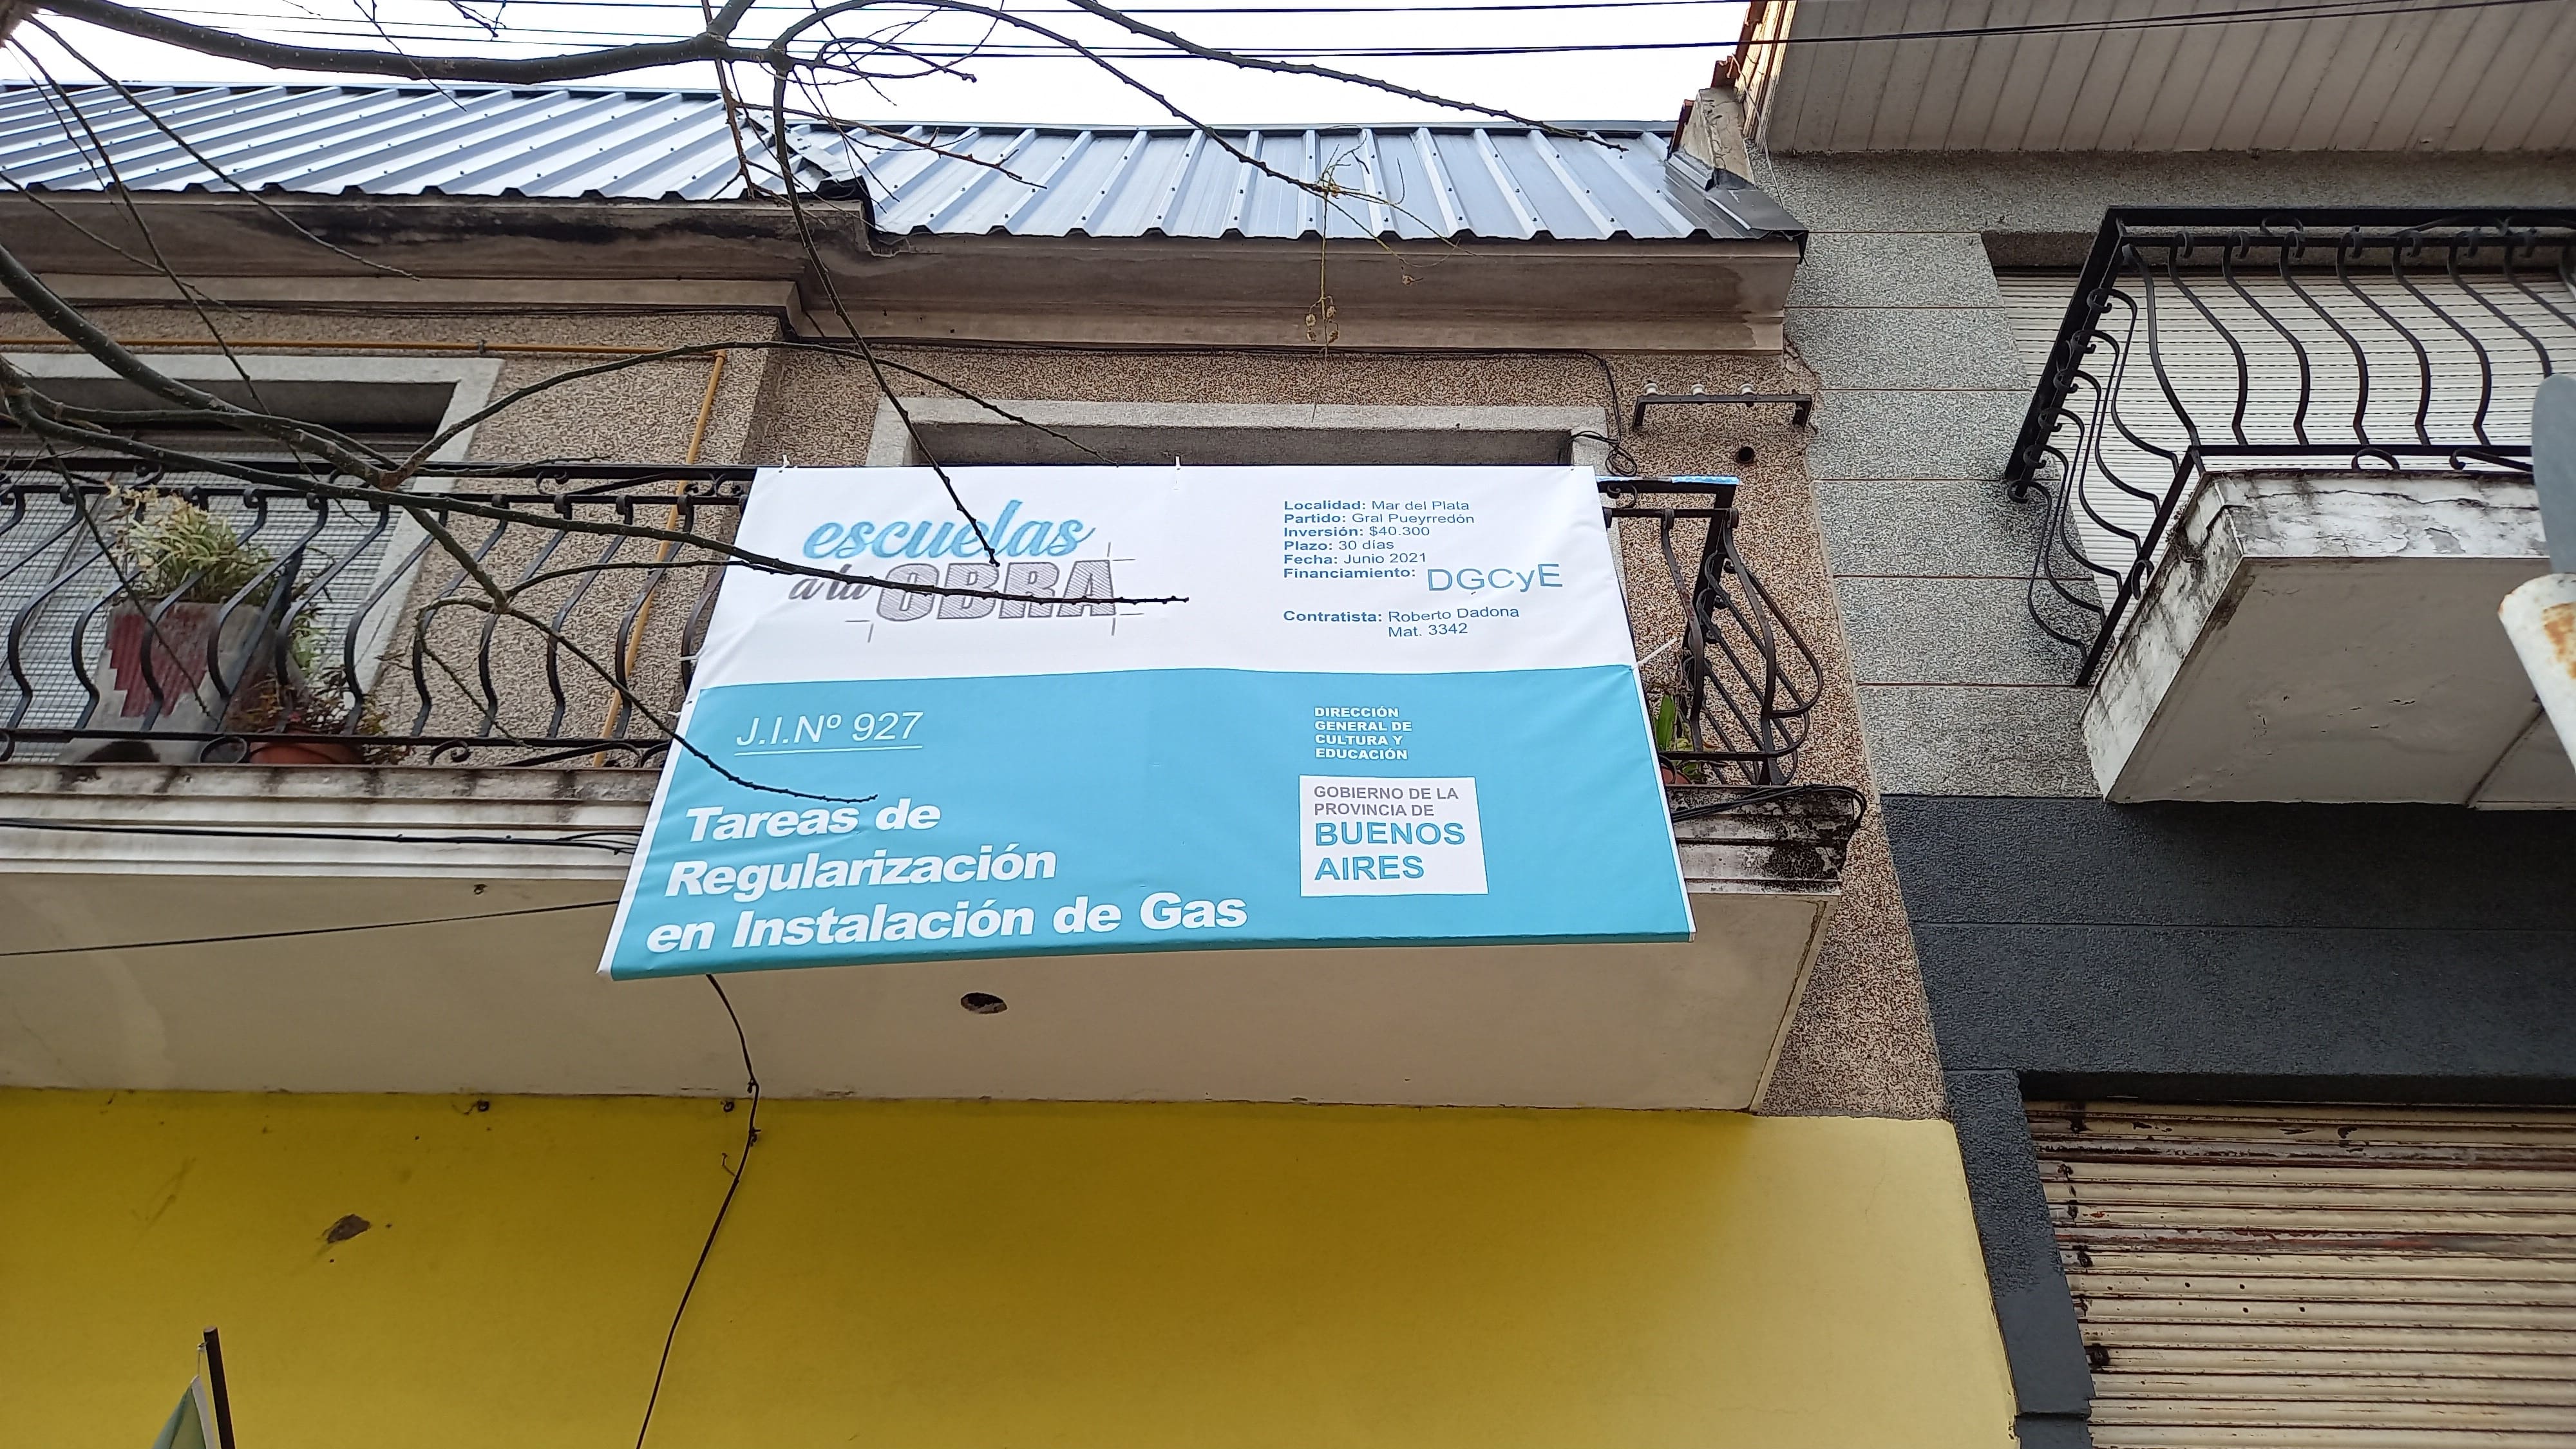 escuelas
a la OBRA
Localidad: Mar del Plata
Partido: Gral Pueyrredón
Inversión: $40.300
Plazo: 30 días
Fecha: Junio 2021
Financiamiento: DGCyE
Contratista: Roberto Dadona
Mat. 3342
J.I.Nº 927
Tareas de
Regularización
en Instalación de Gas
DIRECCIÓN
GENERAL DE
CULTURA Y
EDUCACIÓN
GOBIERNO DE LA
PROVINCIA DE
BUENOS
AIRES